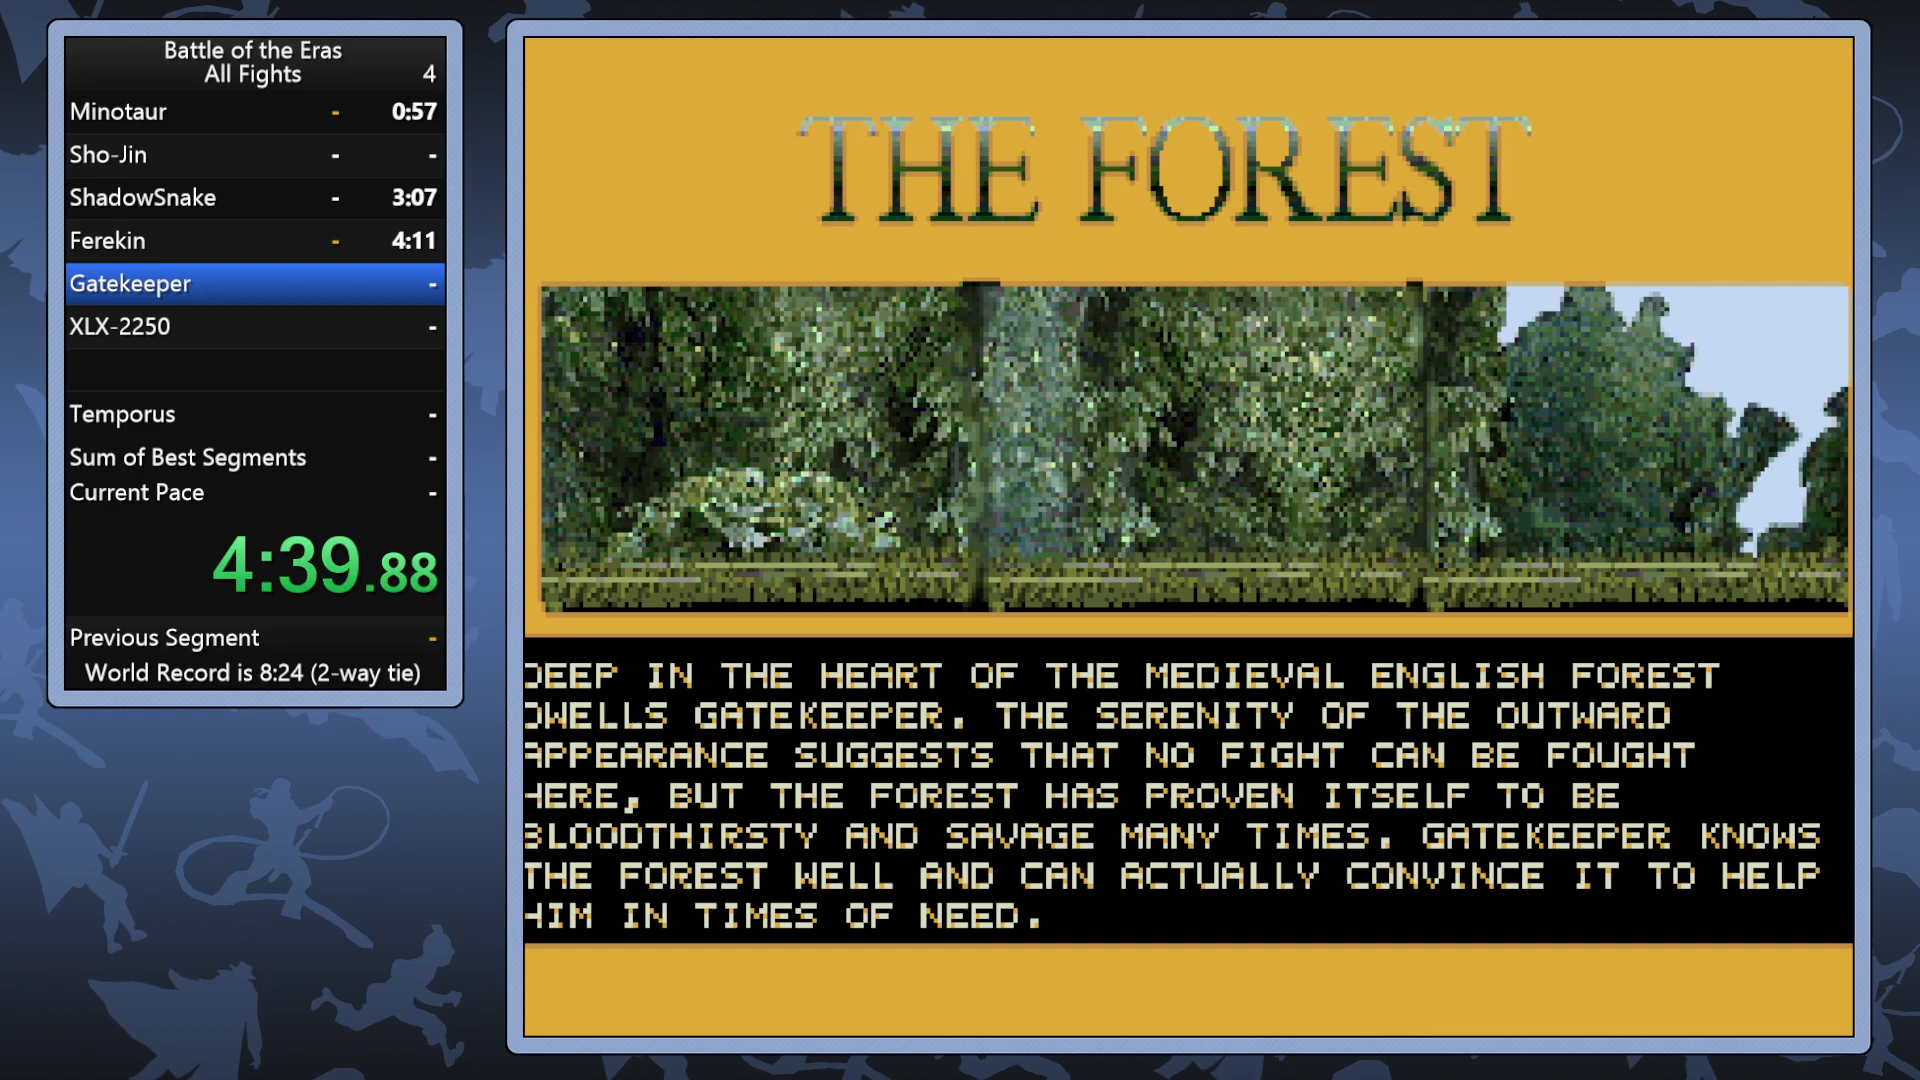 Battle of the Eras
All Fights 4
Minotaur - 0:57
Sho-Jin - -
ShadowSnake - 3:07
Ferekin - 4:11
Gatekeeper -
XLX-2250 -
Temporus -
Sum of Best Segments -
Current Pace -
4:39.88
Previous Segment -
World Record is 8:24 (2-way tie)
THE FOREST
DEEP IN THE HEART OF THE MEDIEVAL ENGLISH FOREST
DWELLS GATEKEEPER. THE SERENITY OF THE OUTWARD
APPEARANCE SUGGESTS THAT NO FIGHT CAN BE FOUGHT
HERE, BUT THE FOREST HAS PROVEN ITSELF TO BE
BLOODTHIRSTY AND SAVAGE MANY TIMES. GATEKEEPER KNOWS
THE FOREST WELL AND CAN ACTUALLY CONVINCE IT TO HELP
HIM IN TIMES OF NEED.